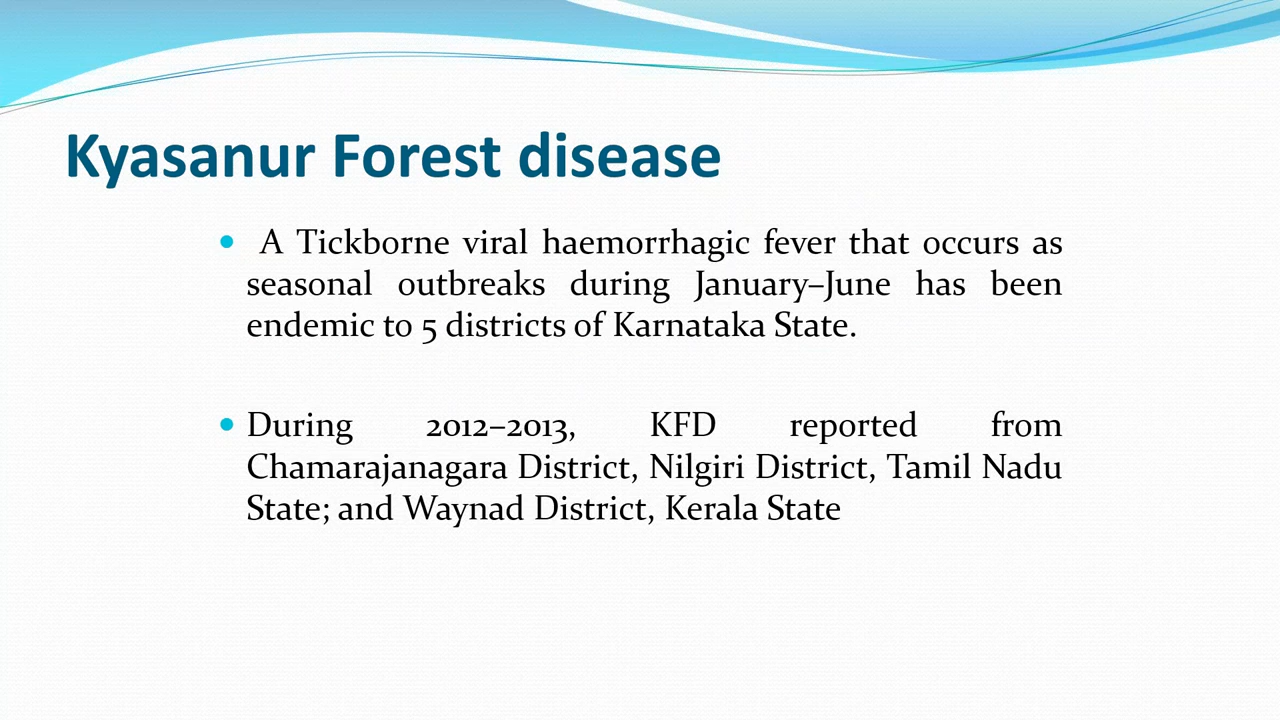 Kyasanur Forest disease
• A Tickborne viral haemorrhagic fever that occurs as
seasonal outbreaks during January–June has been
endemic to 5 districts of Karnataka State.
• During 2012–2013, KFD reported from
Chamarajanagara District, Nilgiri District, Tamil Nadu
State; and Waynad District, Kerala State